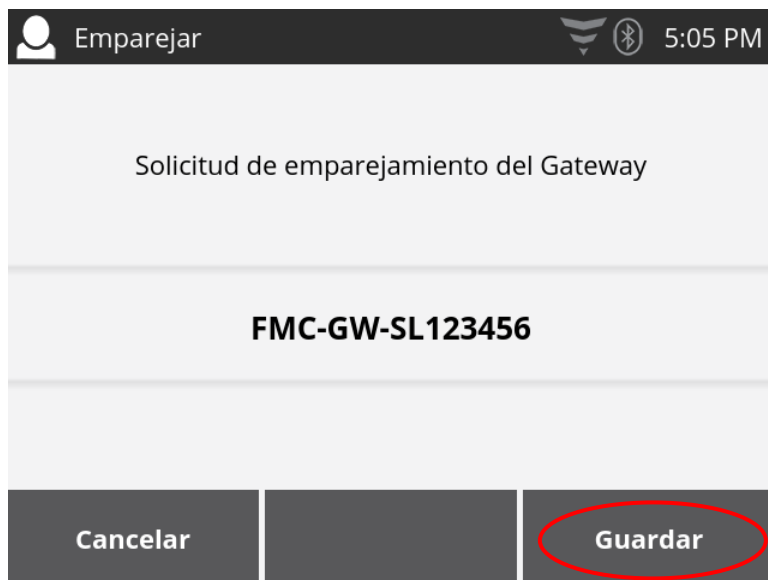 Emparejar 5:05 PM
Solicitud de emparejamiento del Gateway
FMC-GW-SL123456
Cancelar Guardar